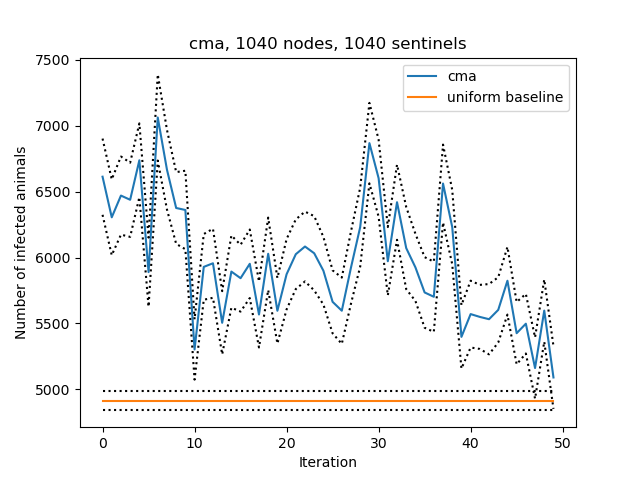 cma, 1040 nodes, 1040 sentinels
cma
uniform baseline
Number of infected animals
7500
7000
6500
6000
5500
5000
0 10 20 30 40 50
Iteration